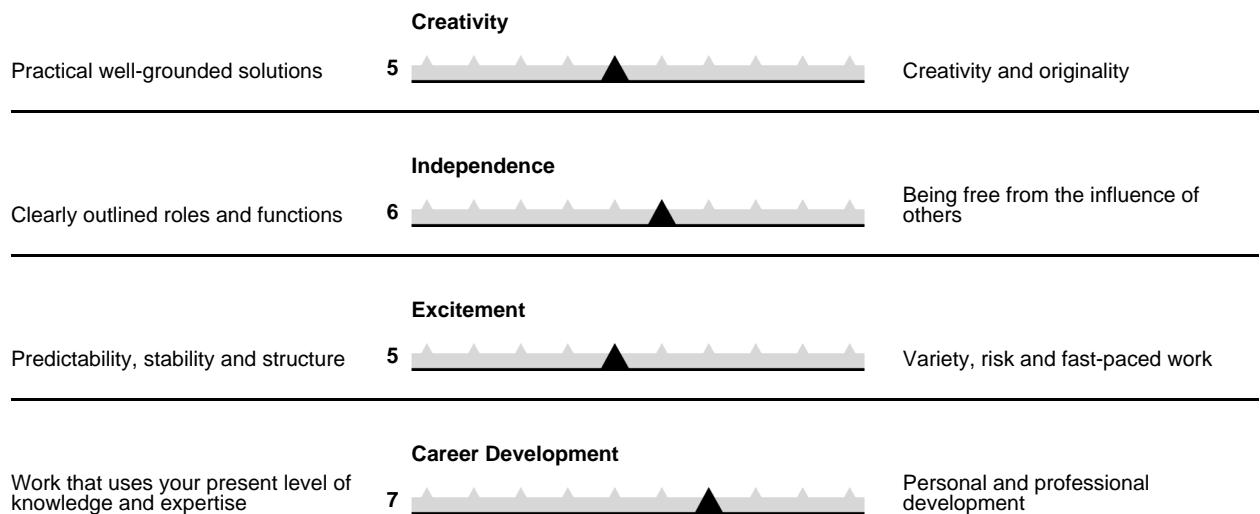 Creativity
Practical well-grounded solutions 5 Creativity and originality
Independence
Clearly outlined roles and functions 6 Being free from the influence of
others
Excitement
Predictability, stability and structure 5 Variety, risk and fast-paced work
Career Development
Work that uses your present level of
knowledge and expertise
7
Personal and professional
development